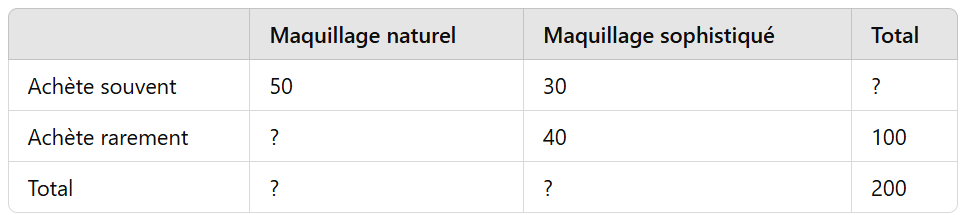 Maquillage naturel Maquillage sophistiqué Total
Achète souvent 50 30 ?
Achète rarement ? 40 100
Total ? ? 200